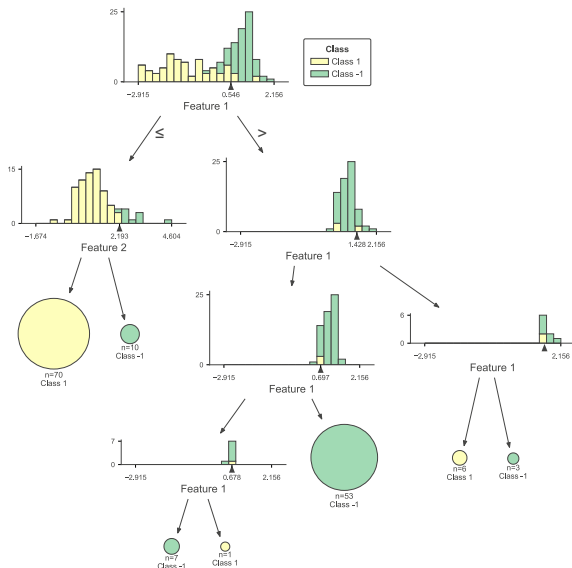 25
0
−2.915
0.546
2.156
Feature 1
Class
Class 1
Class -1
≤
>
15
0
−1.674
2.193
4.604
Feature 2
25
0
−2.915
1.428
2.156
Feature 1
n=70
Class 1
n=10
Class -1
25
0
−2.915
0.697
2.156
Feature 1
6
0
−2.915
2.156
Feature 1
7
0
−2.915
0.678
2.156
Feature 1
n=53
Class -1
n=6
Class 1
n=3
Class -1
n=7
Class -1
n=1
Class 1